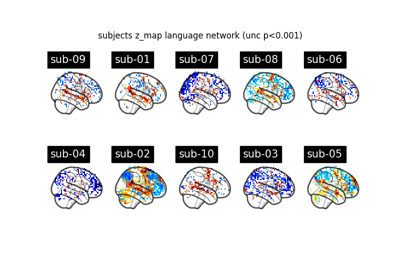 subjects z_map language network (unc p<0.001)
sub-09 sub-01 sub-07 sub-08 sub-06
sub-04 sub-02 sub-10 sub-03 sub-05